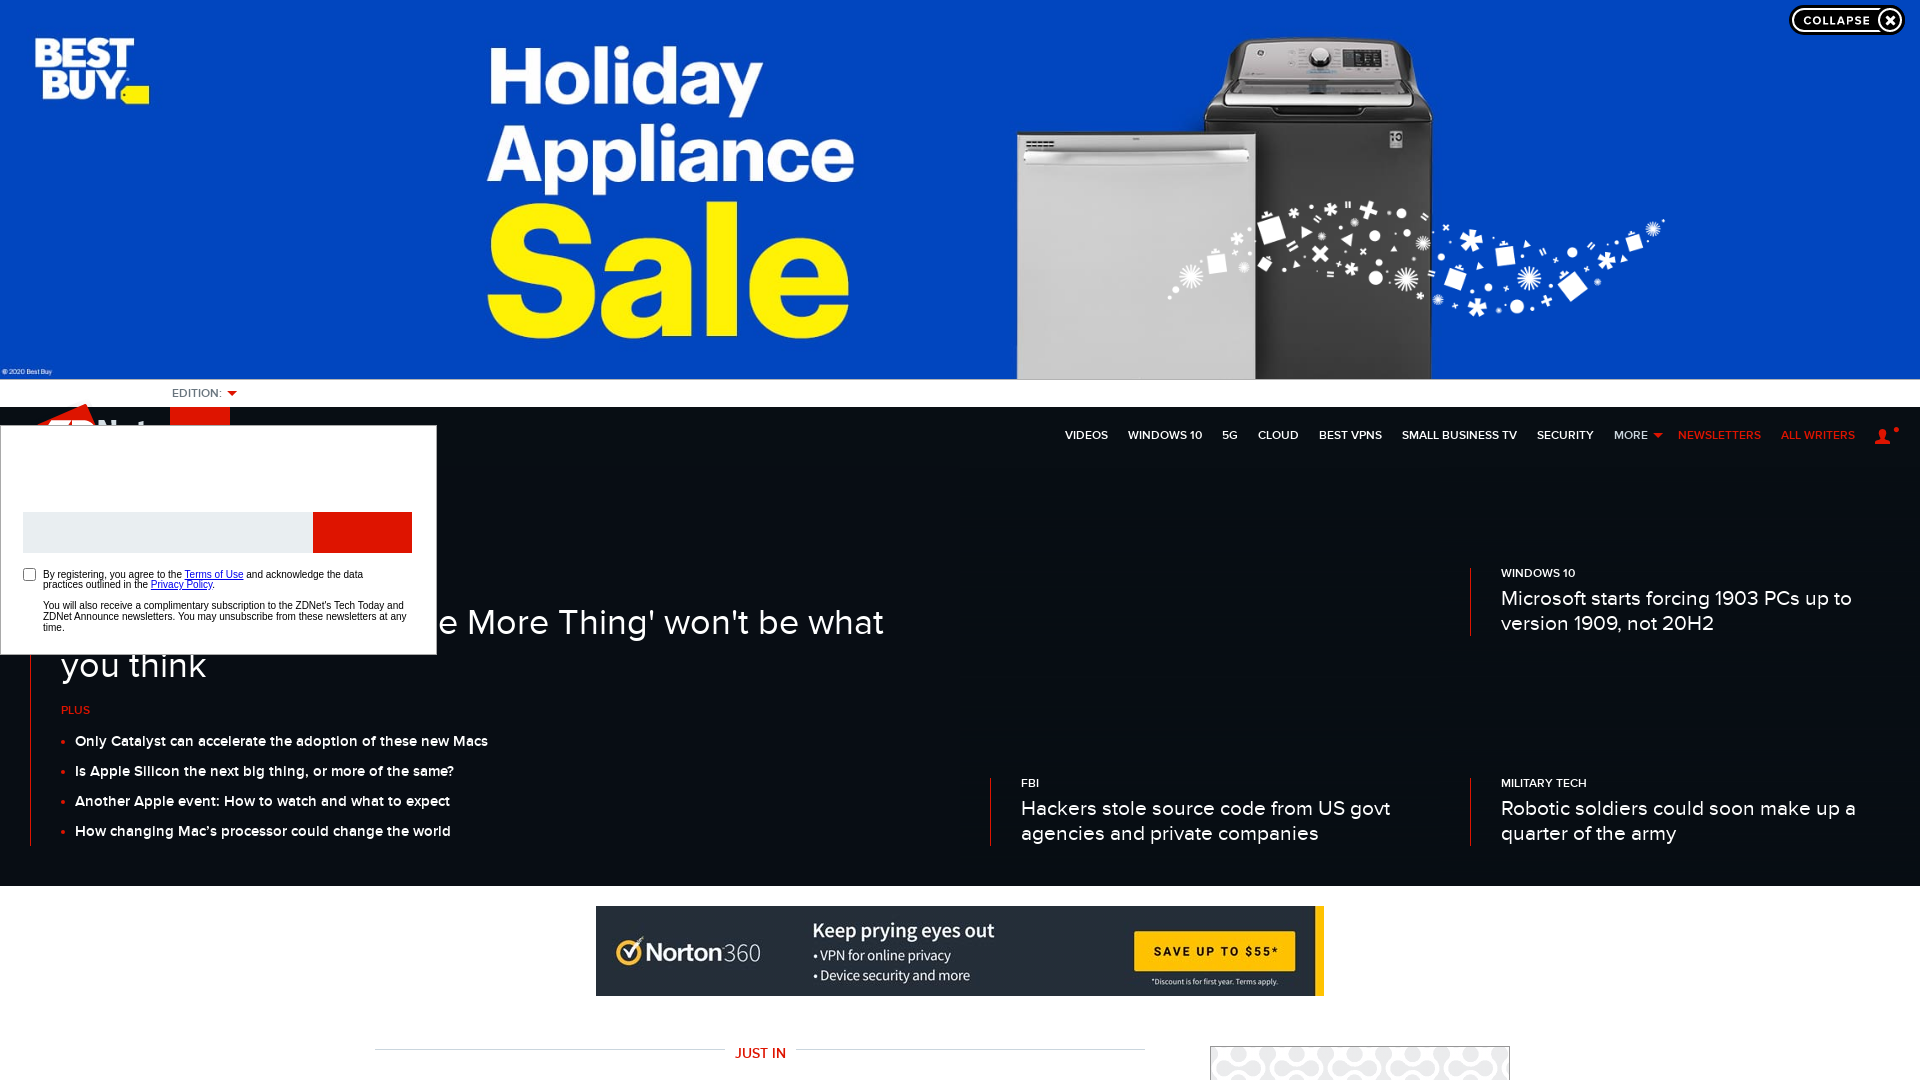 COLLAPSE
BEST
BUY
Holiday
Appliance
Sale
© 2020 Best Buy
EDITION:
VIDEOS WINDOWS 10 5G CLOUD BEST VPNS SMALL BUSINESS TV SECURITY MORE NEWSLETTERS ALL WRITERS
By registering, you agree to the Terms of Use and acknowledge the data
practices outlined in the Privacy Policy.
You will also receive a complimentary subscription to the ZDNet's Tech Today and
ZDNet Announce newsletters. You may unsubscribe from these newsletters at any
time.
More Thing' won't be what
you think
PLUS
• Only Catalyst can accelerate the adoption of these new Macs
• Is Apple Silicon the next big thing, or more of the same?
• Another Apple event: How to watch and what to expect
• How changing Mac’s processor could change the world
WINDOWS 10
Microsoft starts forcing 1903 PCs up to
version 1909, not 20H2
FBI
Hackers stole source code from US govt
agencies and private companies
MILITARY TECH
Robotic soldiers could soon make up a
quarter of the army
Norton 360
Keep prying eyes out
• VPN for online privacy
• Device security and more
SAVE UP TO $55*
*Discount is for first year. Terms apply.
JUST IN